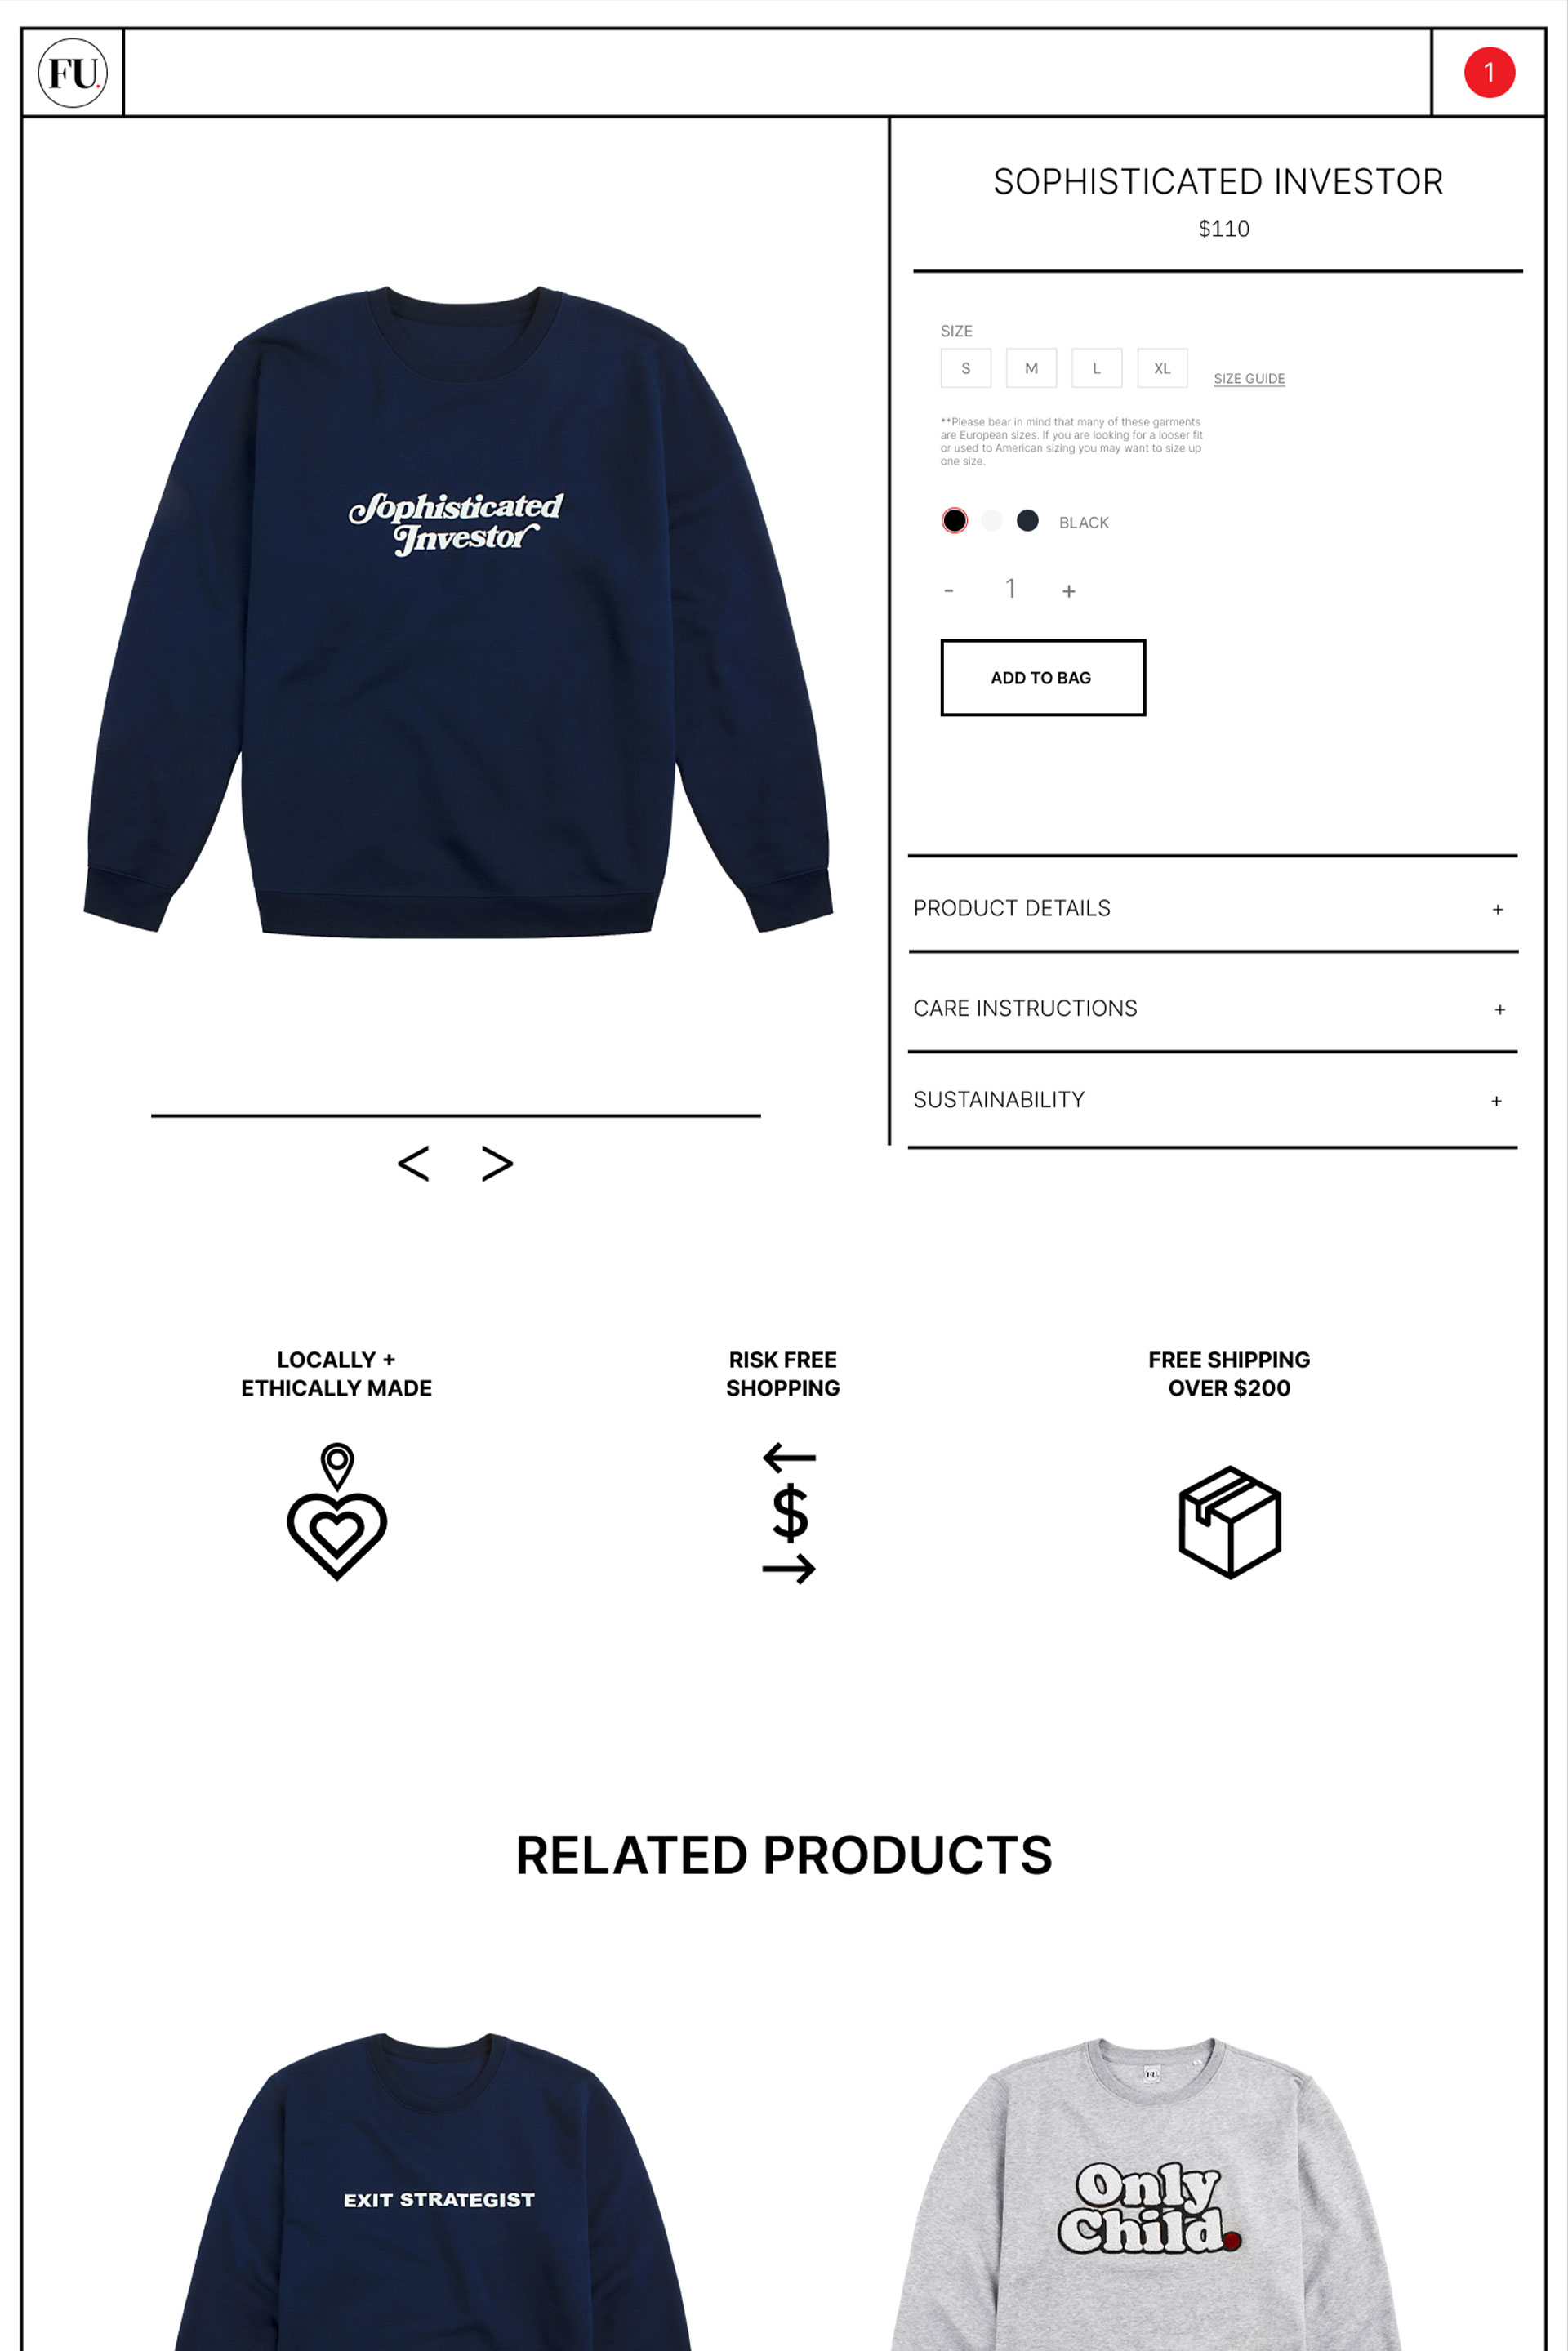 FU.
1
SOPHISTICATED INVESTOR
$110
Sophisticated
Investor
SIZE
S M L XL SIZE GUIDE
**Please bear in mind that many of these garments
are European sizes. If you are looking for a looser fit
or used to American sizing you may want to size up
one size.
BLACK
- 1 +
ADD TO BAG
PRODUCT DETAILS +
CARE INSTRUCTIONS +
SUSTAINABILITY +
< >
LOCALLY +
ETHICALLY MADE
RISK FREE
SHOPPING
$
FREE SHIPPING
OVER $200
RELATED PRODUCTS
EXIT STRATEGIST
FU
Only
Child.